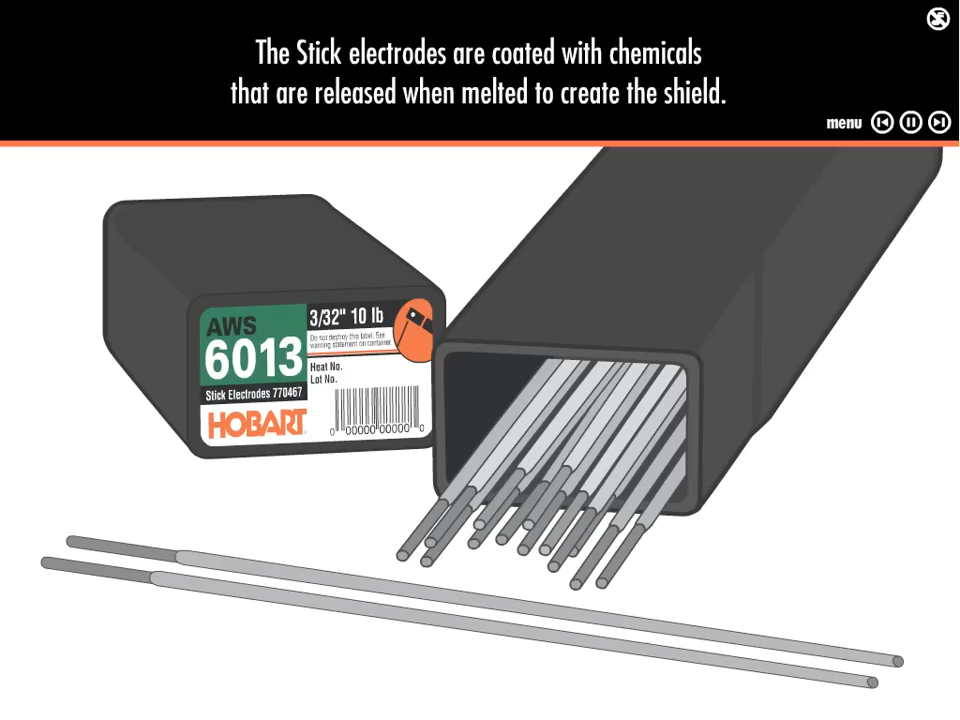 The Stick electrodes are coated with chemicals
that are released when melted to create the shield.
menu
AWS
6013
Stick Electrodes 770467
HOBART
3/32" 10 lb
Do not destroy this label. See
warning statement on container.
Heat No.
Lot No.
0 00000 00000 0